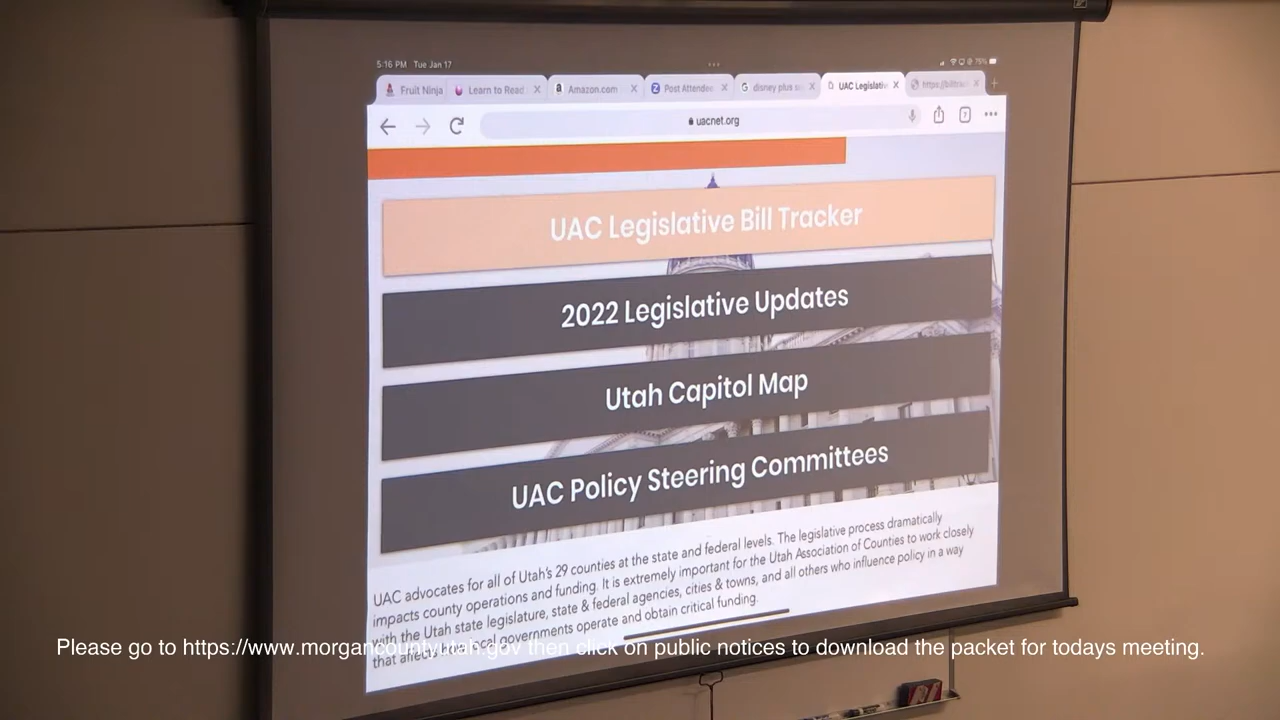 5:16 PM Tue Jan 17
75%
Fruit Ninja
Learn to Read
Amazon.com
Post Attendee
disney plus
UAC Legislativ
uacnet.org
UAC Legislative Bill Tracker
2022 Legislative Updates
Utah Capitol Map
UAC Policy Steering Committees
UAC advocates for all of Utah's 29 counties at the state and federal levels. The legislative process dramatically
impacts county operations and funding. It is extremely important for the Utah Association of Counties to work closely
with the Utah state legislature, state & federal agencies, cities & towns, and all others who influence policy in a way
that affects how local governments operate and obtain critical funding.
Please go to https://www.morgancountyutah.gov then click on public notices to download the packet for todays meeting.